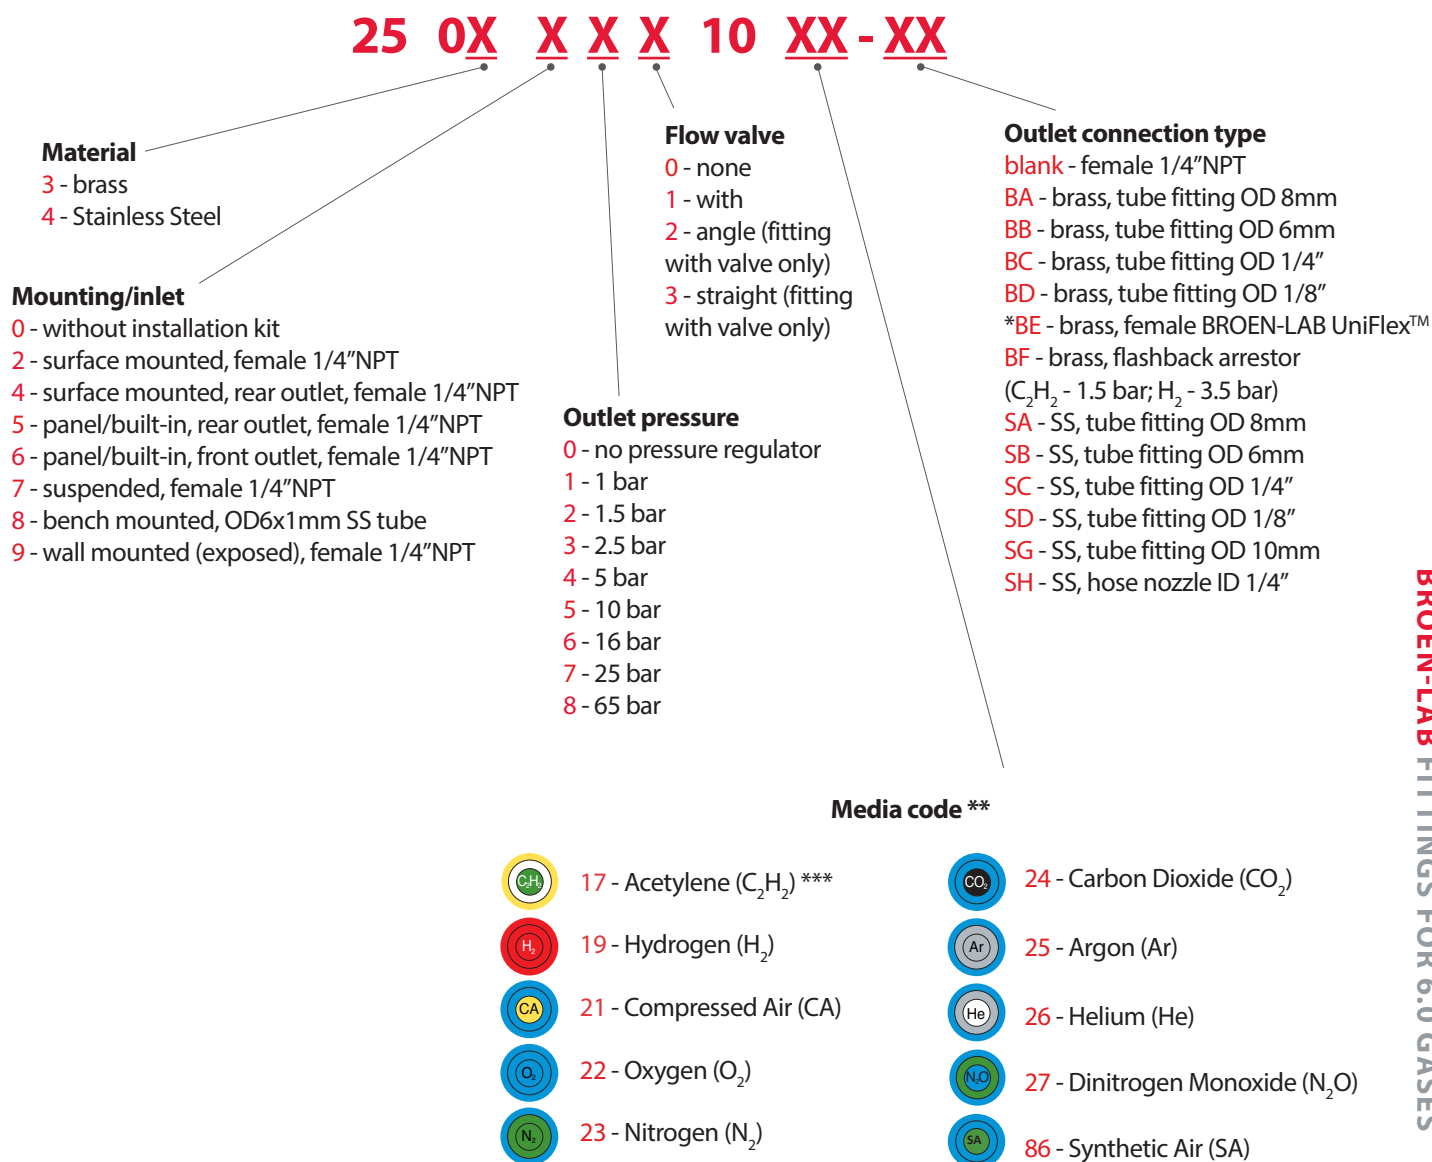 25 0X X X X 10 XX - XX
Material
3 - brass
4 - Stainless Steel
Mounting/inlet
0 - without installation kit
2 - surface mounted, female 1/4”NPT
4 - surface mounted, rear outlet, female 1/4”NPT
5 - panel/built-in, rear outlet, female 1/4”NPT
6 - panel/built-in, front outlet, female 1/4”NPT
7 - suspended, female 1/4”NPT
8 - bench mounted, OD6x1mm SS tube
9 - wall mounted (exposed), female 1/4”NPT
Outlet pressure
0 - no pressure regulator
1 - 1 bar
2 - 1.5 bar
3 - 2.5 bar
4 - 5 bar
5 - 10 bar
6 - 16 bar
7 - 25 bar
8 - 65 bar
Flow valve
0 - none
1 - with
2 - angle (fitting
with valve only)
3 - straight (fitting
with valve only)
Outlet connection type
blank - female 1/4”NPT
BA - brass, tube fitting OD 8mm
BB - brass, tube fitting OD 6mm
BC - brass, tube fitting OD 1/4”
BD - brass, tube fitting OD 1/8”
*BE - brass, female BROEN-LAB UniFlex™
BF - brass, flashback arrestor
(C₂H₂ - 1.5 bar; H₂ - 3.5 bar)
SA - SS, tube fitting OD 8mm
SB - SS, tube fitting OD 6mm
SC - SS, tube fitting OD 1/4”
SD - SS, tube fitting OD 1/8”
SG - SS, tube fitting OD 10mm
SH - SS, hose nozzle ID 1/4”
Media code **
C₂H₂ 17 - Acetylene (C₂H₂) ***
H₂ 19 - Hydrogen (H₂)
CA 21 - Compressed Air (CA)
O₂ 22 - Oxygen (O₂)
N₂ 23 - Nitrogen (N₂)
CO₂ 24 - Carbon Dioxide (CO₂)
Ar 25 - Argon (Ar)
He 26 - Helium (He)
N₂O 27 - Dinitrogen Monoxide (N₂O)
SA 86 - Synthetic Air (SA)
BROEN-LAB FITTINGS FOR 6.0 GASES